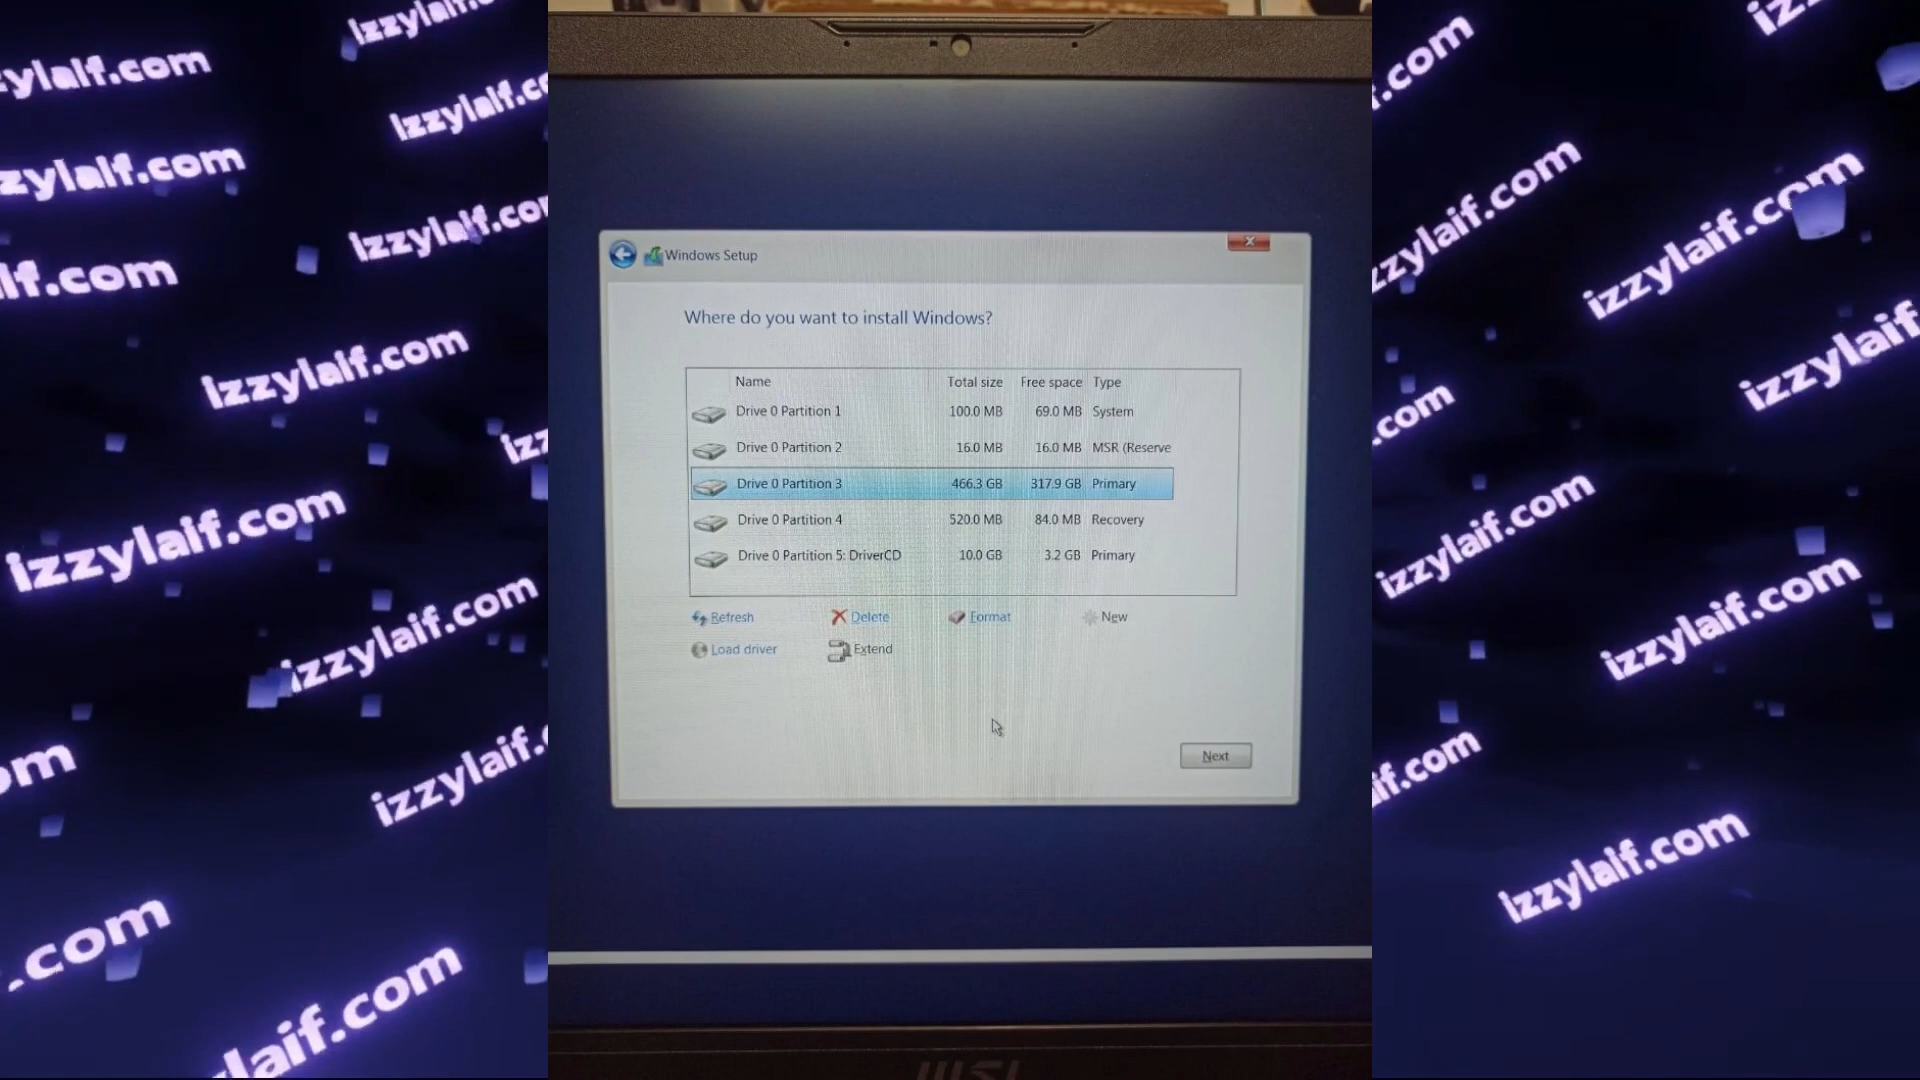 Windows Setup
Where do you want to install Windows?
Name Total size Free space Type
Drive 0 Partition 1 100.0 MB 69.0 MB System
Drive 0 Partition 2 16.0 MB 16.0 MB MSR (Reserve
Drive 0 Partition 3 466.3 GB 317.9 GB Primary
Drive 0 Partition 4 520.0 MB 84.0 MB Recovery
Drive 0 Partition 5: DriverCD 10.0 GB 3.2 GB Primary
Refresh Delete Format New
Load driver Extend
Next
msi
izzylaif.com
izzylaif.com
izzylaif.com
izzylaif.com
izzylaif.com
izzylaif.com
izzylaif.com
izzylaif.com
izzylaif.com
izzylaif.com